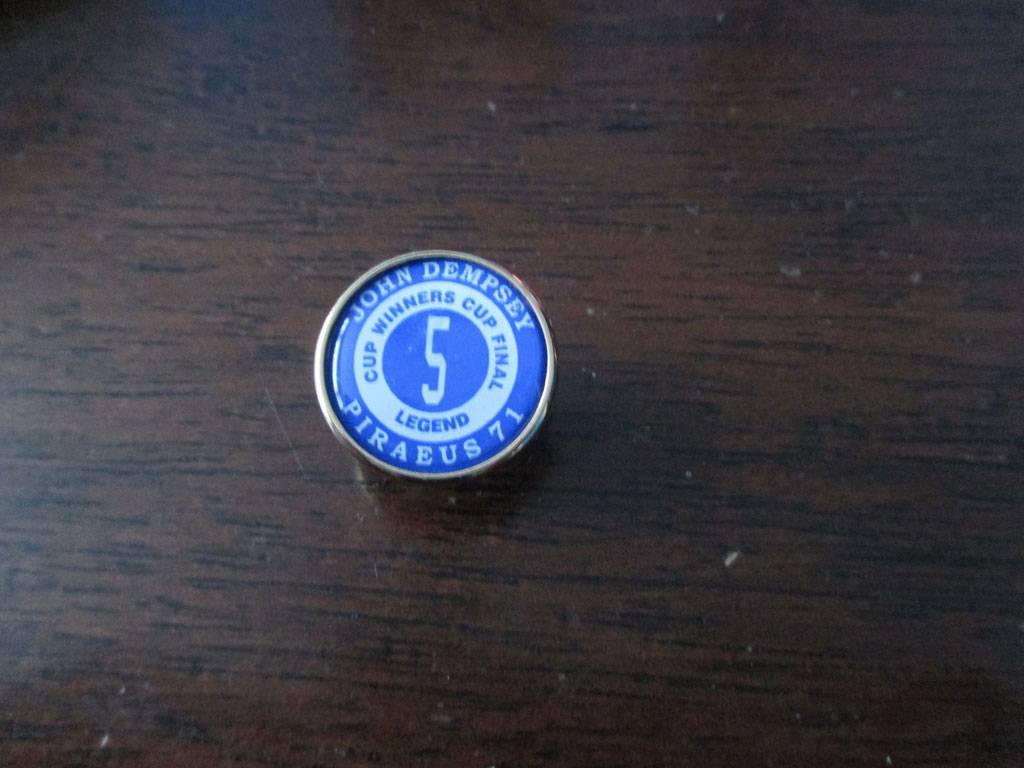 JOHN DEMPSEY
CUP WINNERS CUP FINAL
5
LEGEND
PIRAEUS 71